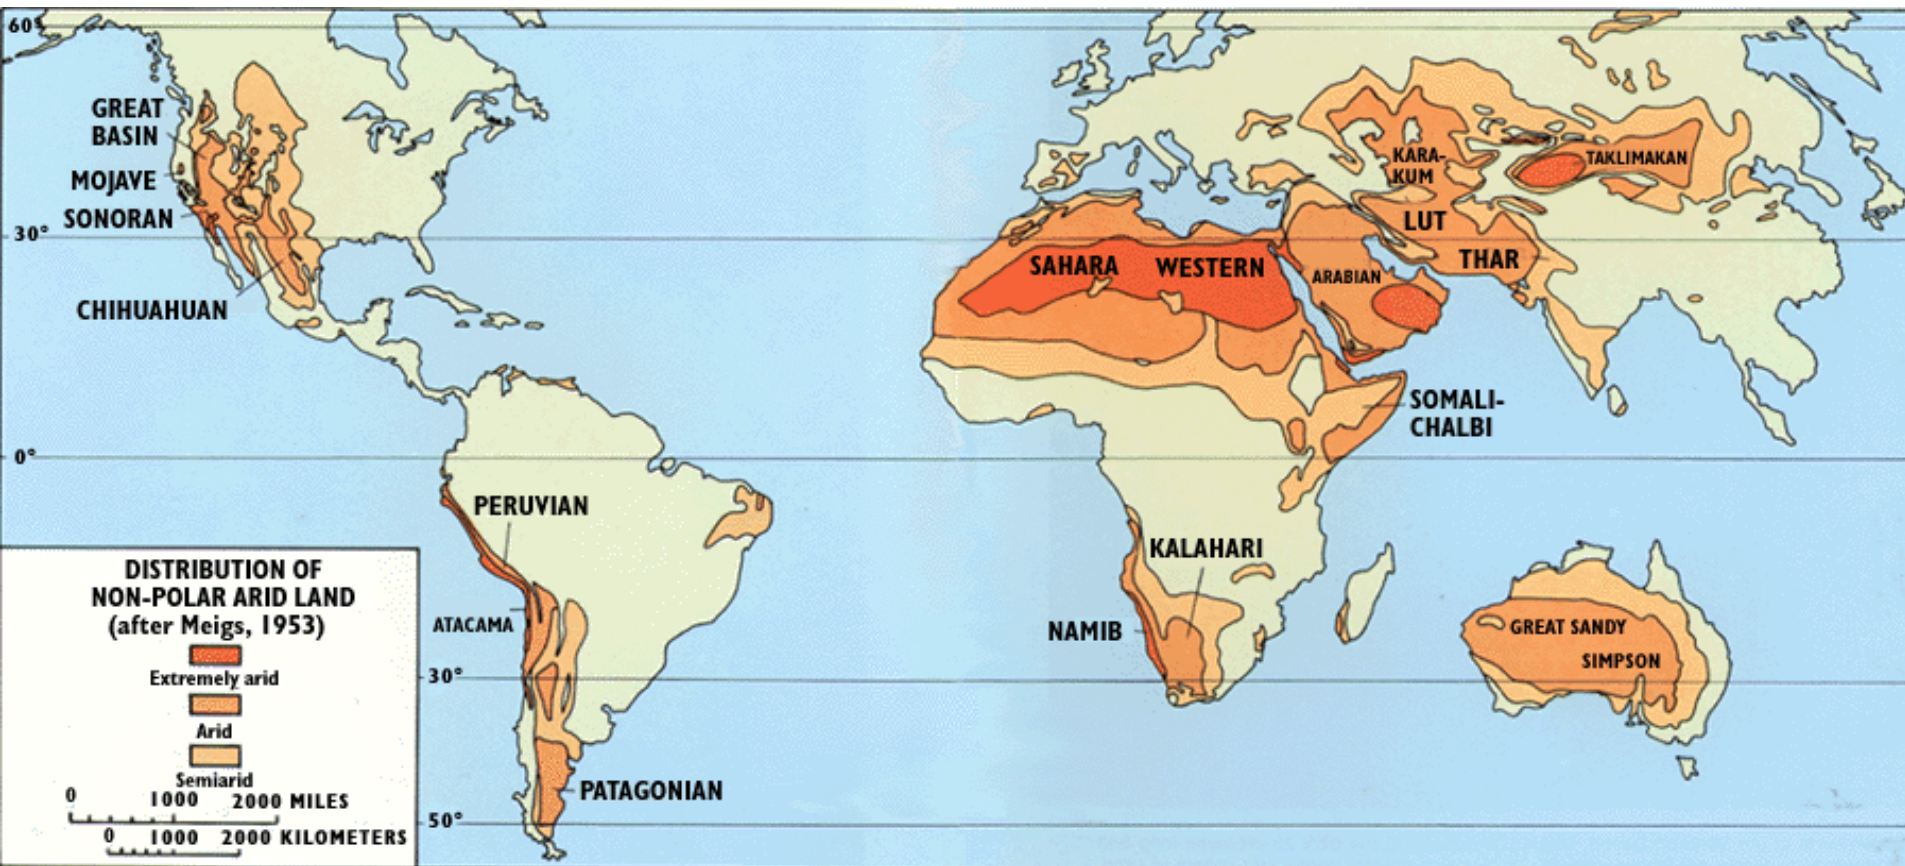 60°
GREAT
BASIN
MOJAVE
SONORAN
30°
CHIHUAHUAN
0°
PERUVIAN
ATACAMA
30°
PATAGONIAN
50°
KARA-
KUM
TAKLIMAKAN
LUT
THAR
SAHARA
WESTERN
ARABIAN
SOMALI-
CHALBI
KALAHARI
NAMIB
GREAT SANDY
SIMPSON
DISTRIBUTION OF
NON-POLAR ARID LAND
(after Meigs, 1953)
Extremely arid
Arid
Semiarid
0 1000 2000 MILES
0 1000 2000 KILOMETERS